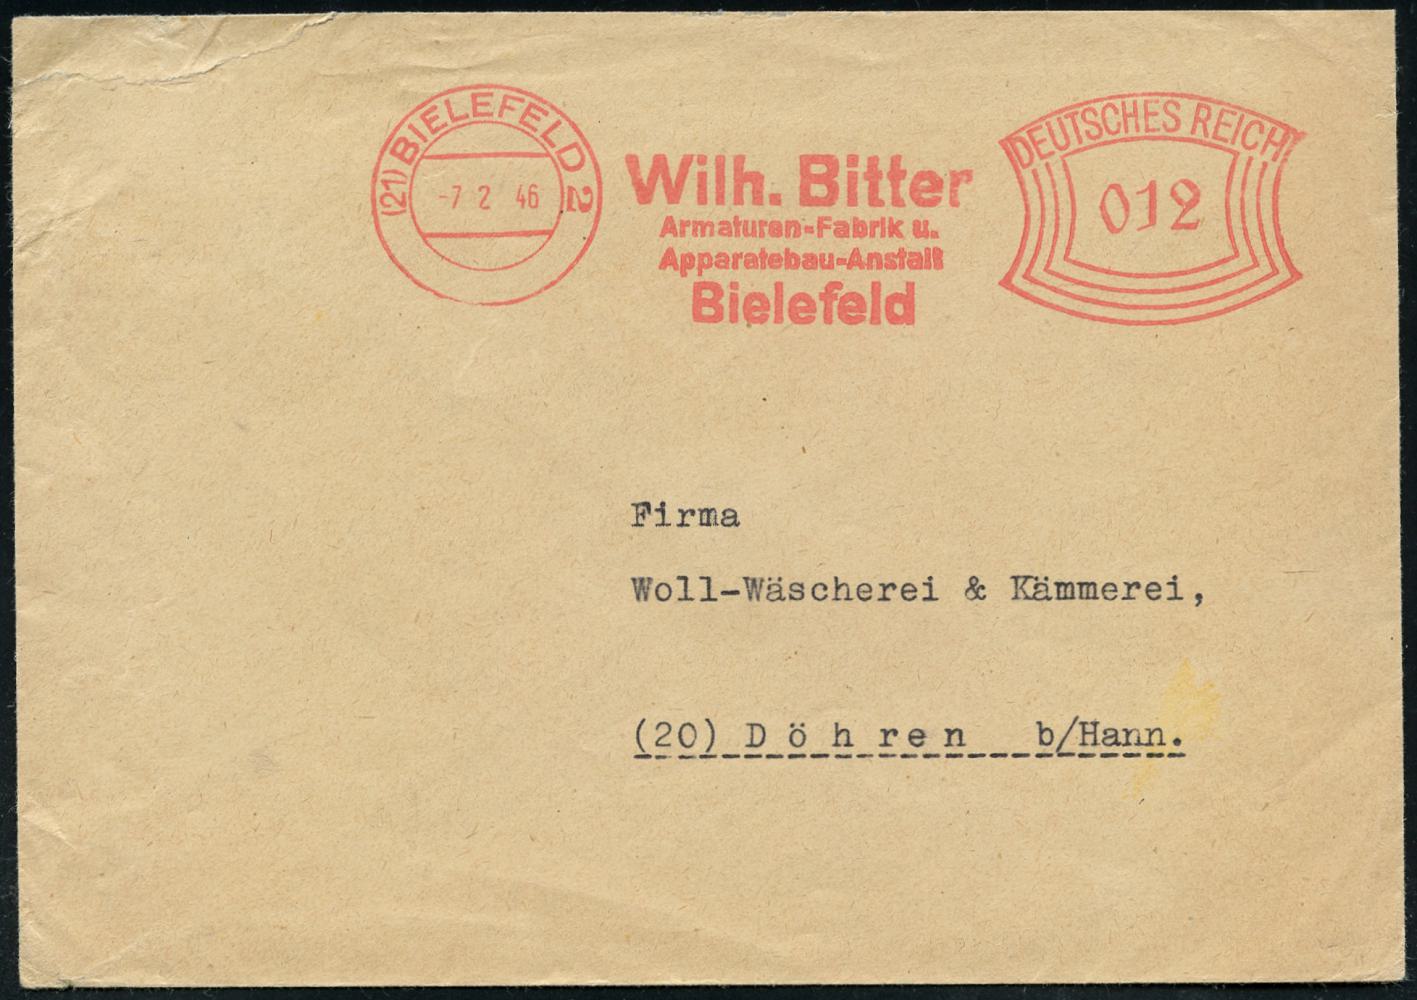 (21) BIELEFELD 2
-7 2 46
Wilh. Bitter
Armaturen-Fabrik u.
Apparatebau-Anstalt
Bielefeld
DEUTSCHES REICH
012
Firma
Woll-Wäscherei & Kämmerei,
(20) Döhren b/Hann.